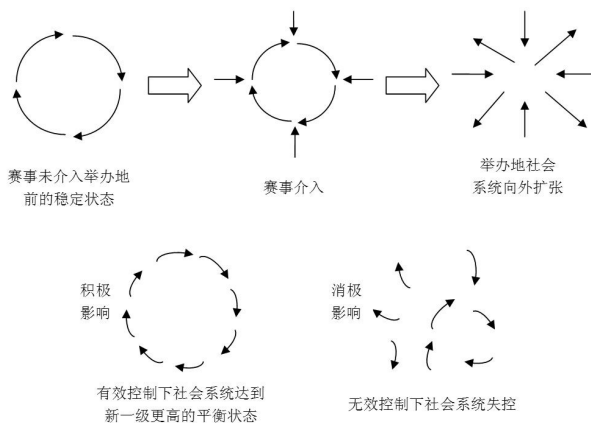 赛事未介入举办地
前的稳定状态
赛事介入
举办地社会
系统向外扩张
积极
影响
有效控制下社会系统达到
新一级更高的平衡状态
消极
影响
无效控制下社会系统失控